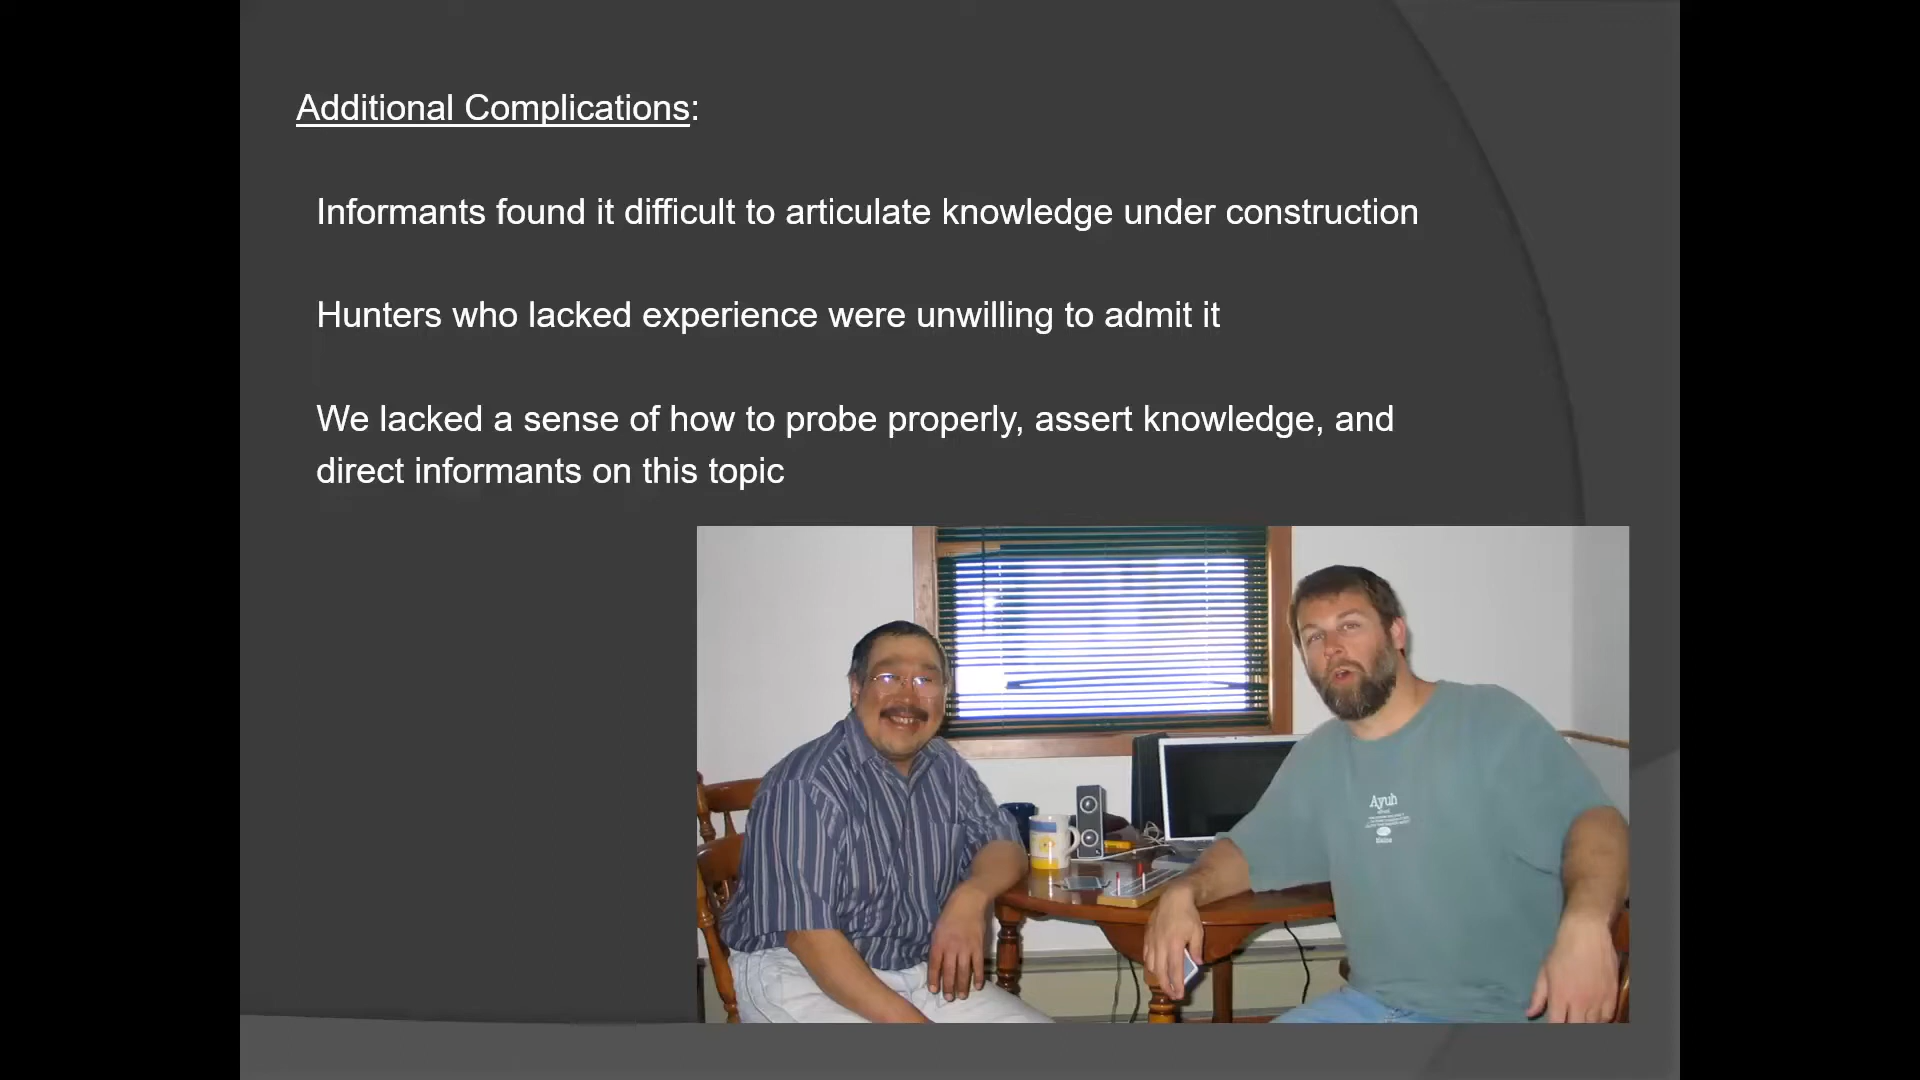 Additional Complications:
Informants found it difficult to articulate knowledge under construction
Hunters who lacked experience were unwilling to admit it
We lacked a sense of how to probe properly, assert knowledge, and
direct informants on this topic
Ayuh